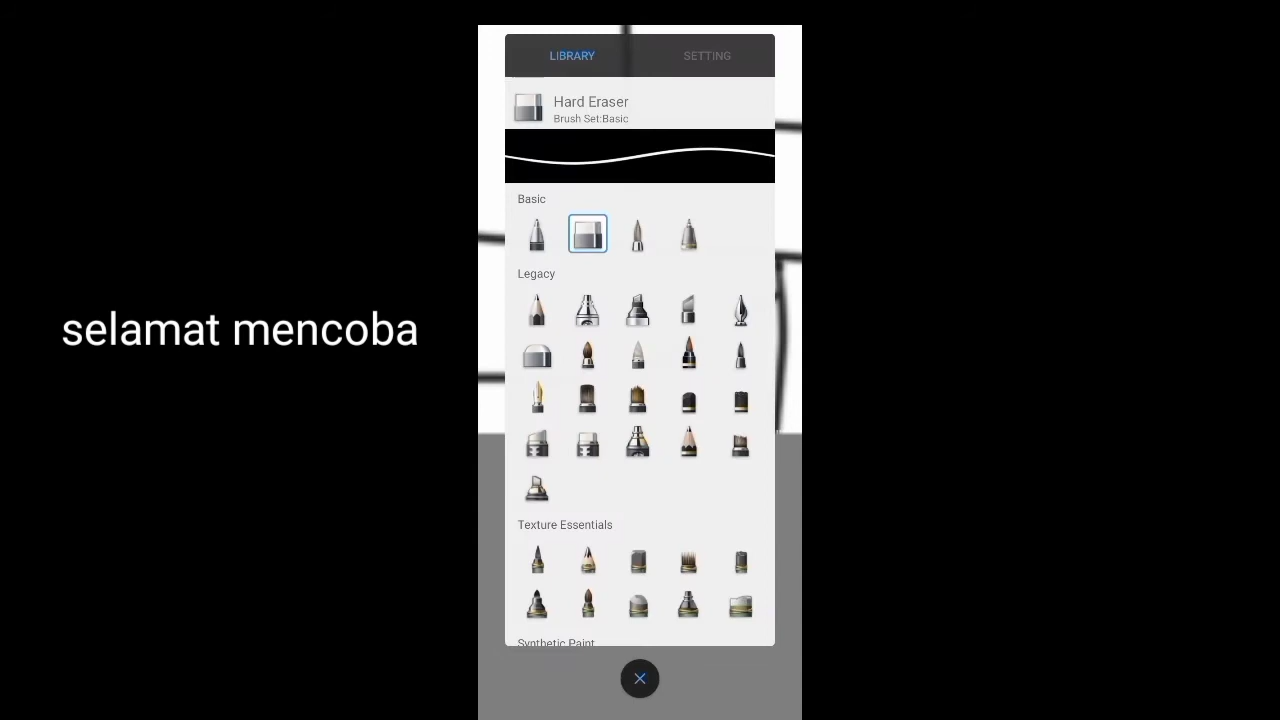 LIBRARY
SETTING
Hard Eraser
Brush Set:Basic
Basic
selamat mencoba
Legacy
Texture Essentials
Synthetic Paint